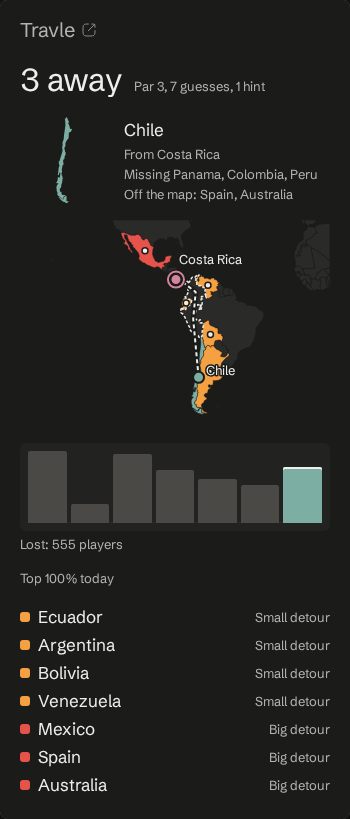 Travle
3 away Par 3, 7 guesses, 1 hint
Chile
From Costa Rica
Missing Panama, Colombia, Peru
Off the map: Spain, Australia
Costa Rica
Chile
Lost: 555 players
Top 100% today
Ecuador Small detour
Argentina Small detour
Bolivia Small detour
Venezuela Small detour
Mexico Big detour
Spain Big detour
Australia Big detour